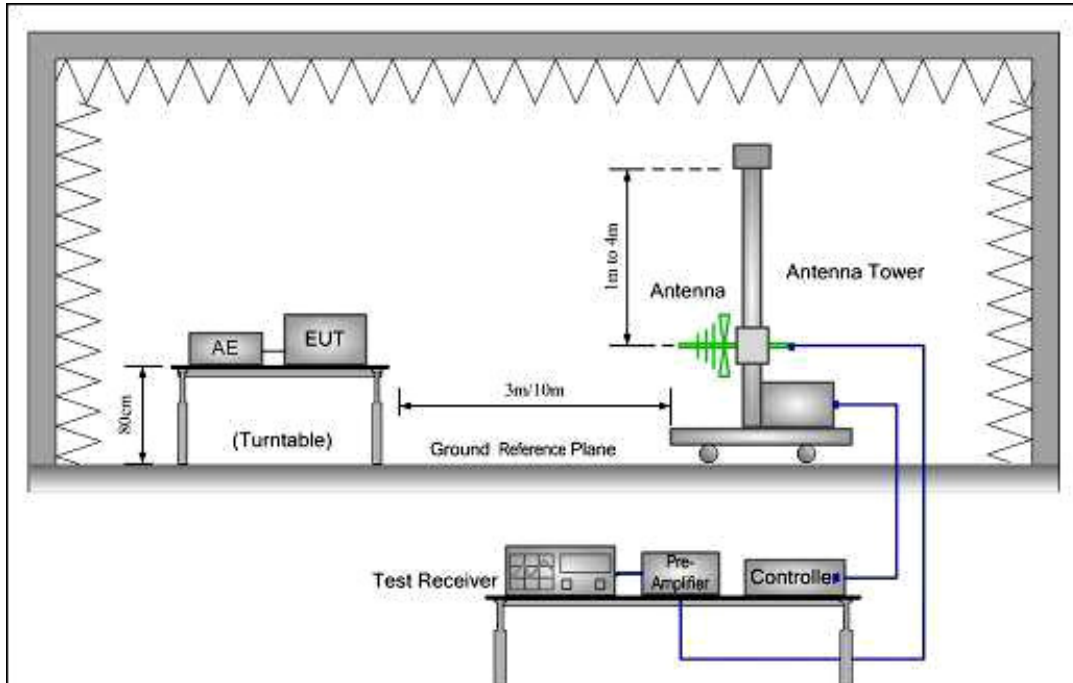 1m to 4m
Antenna Tower
Antenna
AE
EUT
80cm
3m/10m
(Turntable)
Ground Reference Plane
Test Receiver
Pre-
Amplifier
Controller